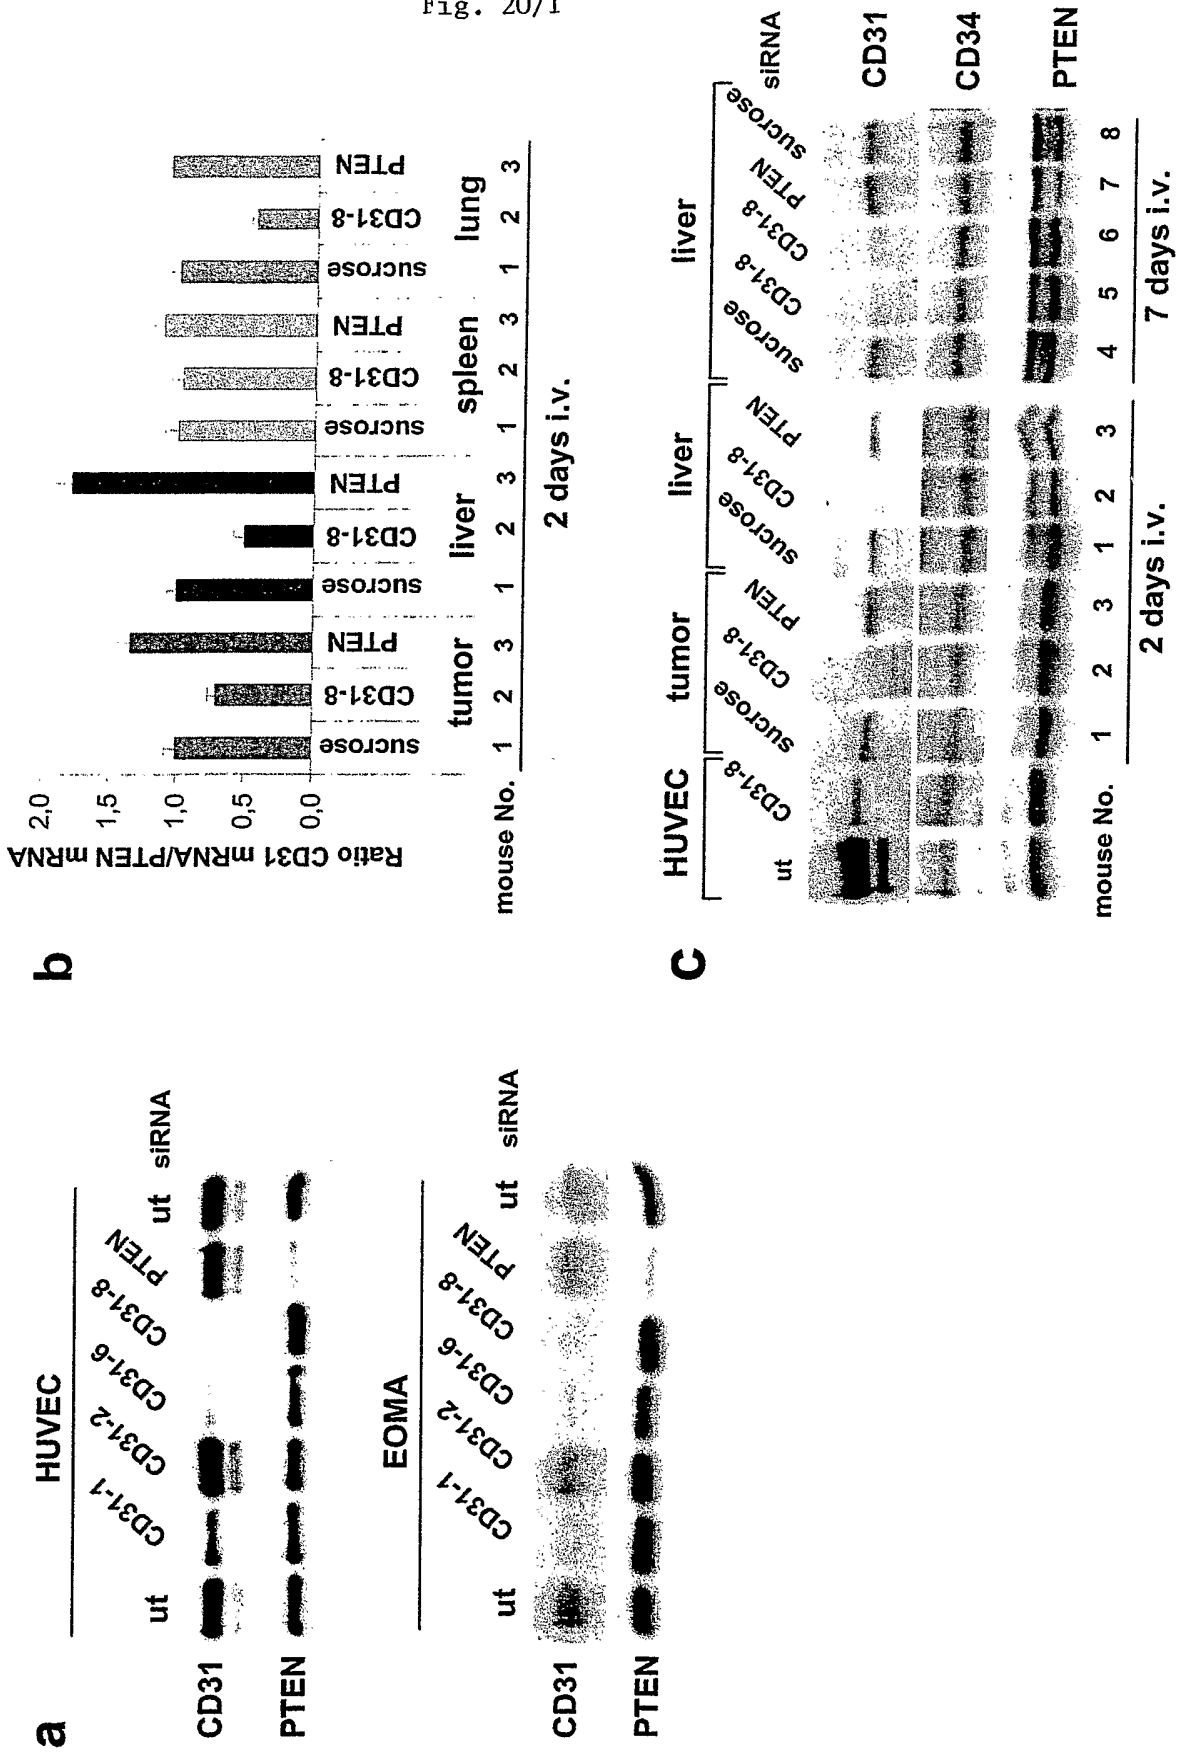 Fig. 20/1
a
HUVEC
ut CD31-1 CD31-2 CD31-6 CD31-8 PTEN ut siRNA
CD31
PTEN
EOMA
ut CD31-1 CD31-2 CD31-6 CD31-8 PTEN ut siRNA
CD31
PTEN
b
Ratio CD31 mRNA/PTEN mRNA
2,0
1,5
1,0
0,5
0,0
sucrose CD31-8 PTEN sucrose CD31-8 PTEN sucrose CD31-8 PTEN sucrose CD31-8 PTEN
tumor liver spleen lung
mouse No. 1 2 3 1 2 3 1 2 3 1 2 3
2 days i.v.
c
HUVEC tumor liver liver
ut CD31-8 sucrose CD31-8 PTEN sucrose CD31-8 PTEN sucrose CD31-8 CD31-8 PTEN sucrose siRNA
CD31
CD34
PTEN
mouse No. 1 2 3 1 2 3 4 5 6 7 8
2 days i.v. 7 days i.v.